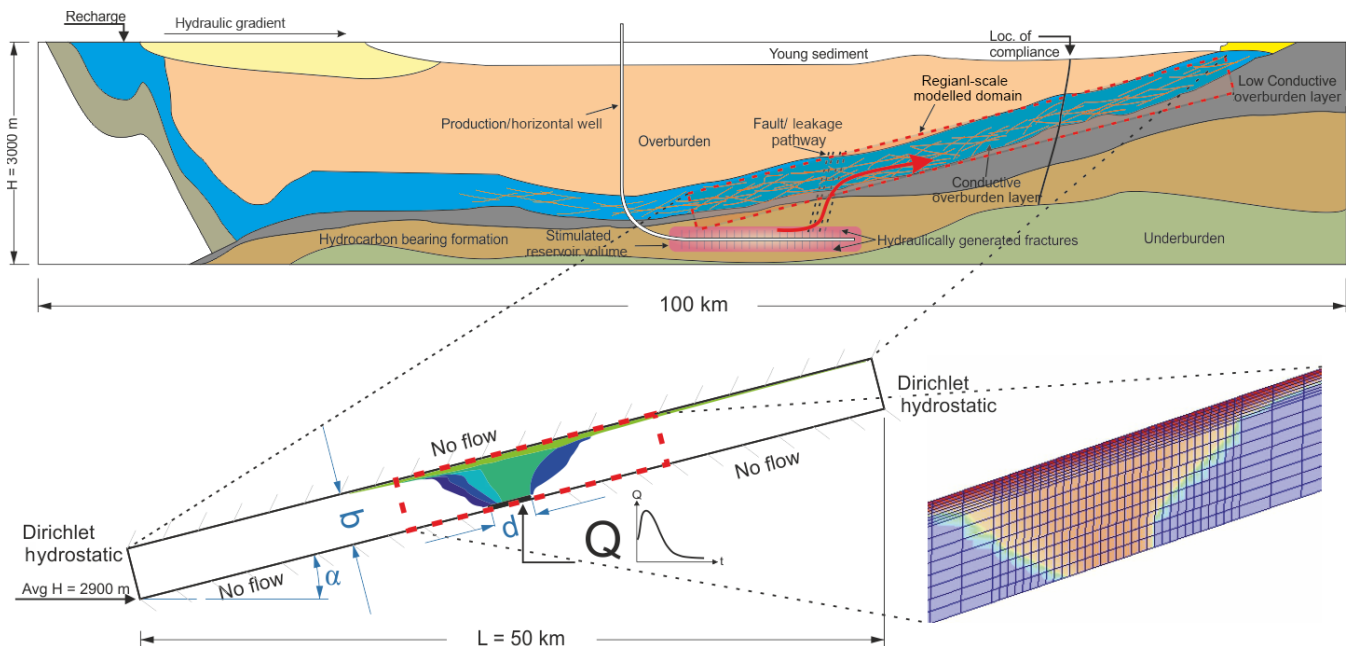 Recharge
Hydraulic gradient
Loc. of
compliance
Young sediment
Regianl-scale
modelled domain
Low Conductive
overburden layer
H = 3000 m
Production/horizontal well
Overburden
Fault/ leakage
pathway
Conductive
overburden layer
Hydrocarbon bearing formation
Stimulated
reservoir volume
Hydraulically generated fractures
Underburden
100 km
Dirichlet
hydrostatic
No flow
No flow
b
d
Q
Q
t
Dirichlet
hydrostatic
Avg H = 2900 m
No flow
α
L = 50 km